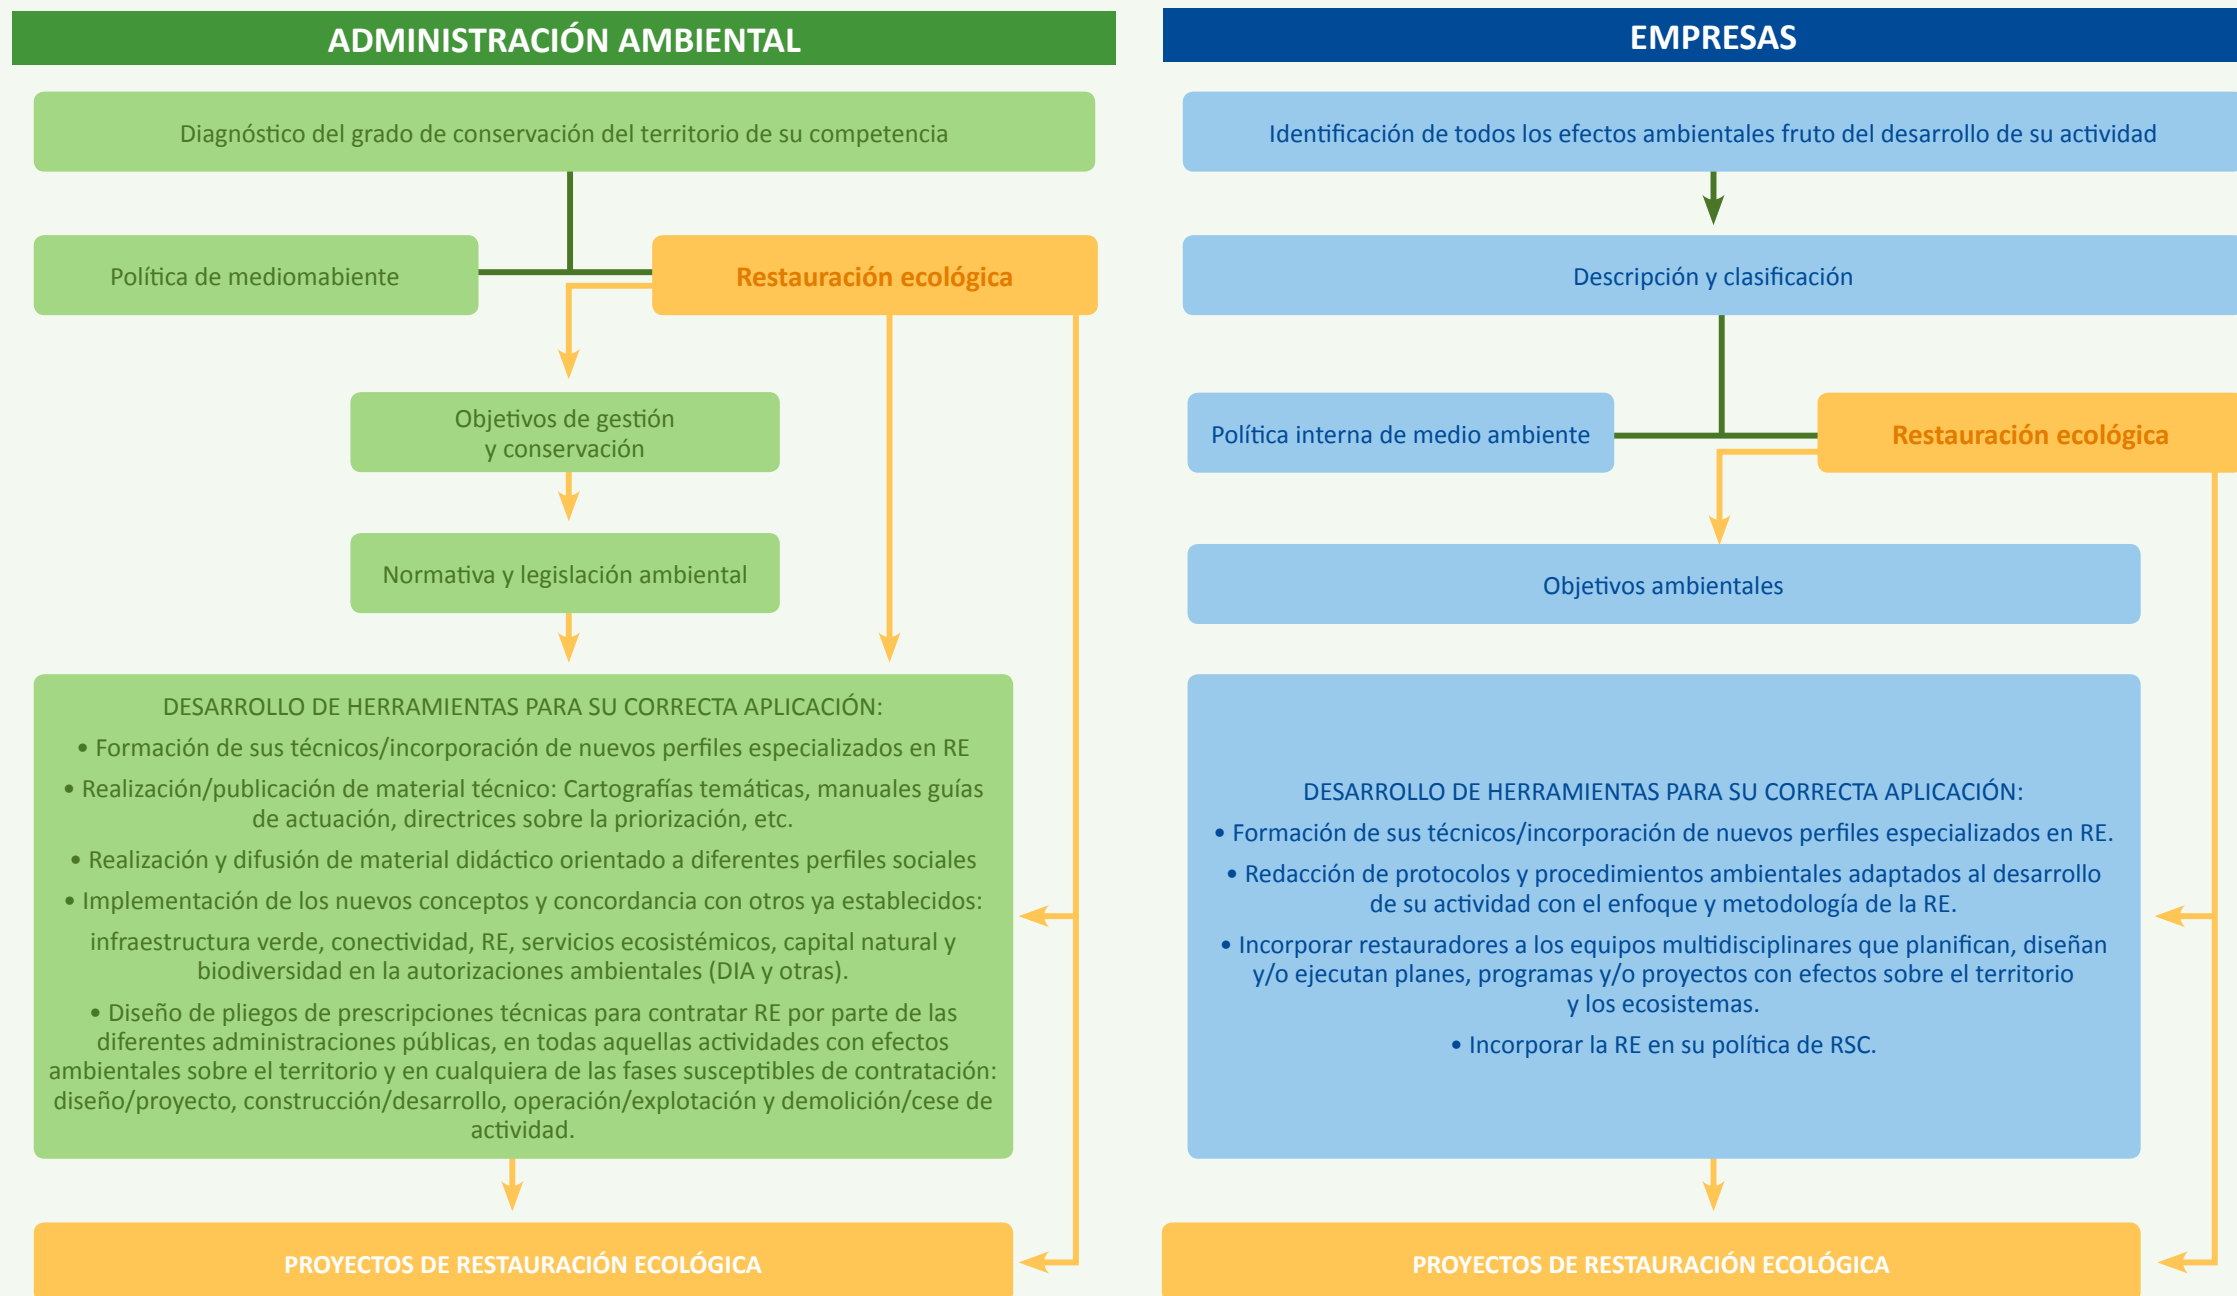 ADMINISTRACIÓN AMBIENTAL
Diagnóstico del grado de conservación del territorio de su competencia
Política de mediomabiente
Restauración ecológica
Objetivos de gestión
y conservación
Normativa y legislación ambiental
DESARROLLO DE HERRAMIENTAS PARA SU CORRECTA APLICACIÓN:
• Formación de sus técnicos/incorporación de nuevos perfiles especializados en RE
• Realización/publicación de material técnico: Cartografías temáticas, manuales guías
de actuación, directrices sobre la priorización, etc.
• Realización y difusión de material didáctico orientado a diferentes perfiles sociales
• Implementación de los nuevos conceptos y concordancia con otros ya establecidos:
infraestructura verde, conectividad, RE, servicios ecosistémicos, capital natural y
biodiversidad en la autorizaciones ambientales (DIA y otras).
• Diseño de pliegos de prescripciones técnicas para contratar RE por parte de las
diferentes administraciones públicas, en todas aquellas actividades con efectos
ambientales sobre el territorio y en cualquiera de las fases susceptibles de contratación:
diseño/proyecto, construcción/desarrollo, operación/explotación y demolición/cese de
actividad.
PROYECTOS DE RESTAURACIÓN ECOLÓGICA
EMPRESAS
Identificación de todos los efectos ambientales fruto del desarrollo de su actividad
Descripción y clasificación
Política interna de medio ambiente
Restauración ecológica
Objetivos ambientales
DESARROLLO DE HERRAMIENTAS PARA SU CORRECTA APLICACIÓN:
• Formación de sus técnicos/incorporación de nuevos perfiles especializados en RE.
• Redacción de protocolos y procedimientos ambientales adaptados al desarrollo
de su actividad con el enfoque y metodología de la RE.
• Incorporar restauradores a los equipos multidisciplinares que planifican, diseñan
y/o ejecutan planes, programas y/o proyectos con efectos sobre el territorio
y los ecosistemas.
• Incorporar la RE en su política de RSC.
PROYECTOS DE RESTAURACIÓN ECOLÓGICA